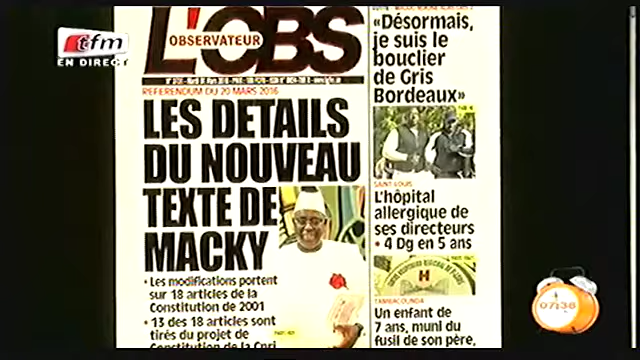 tfm
EN DIRECT
L'OBS
OBSERVATEUR
REFERENDUM DU 20 MARS 2016
LES DETAILS
DU NOUVEAU
TEXTE DE
MACKY
• Les modifications portent
sur 18 articles de la
Constitution de 2001
• 13 des 18 articles sont
tirés du projet de
Constitution de la Cnri
«Désormais,
je suis le
bouclier
de Gris
Bordeaux»
SAINT-LOUIS
L'hôpital
allergique de
ses directeurs
• 4 Dg en 5 ans
H
TAMBACOUNDA
Un enfant de
7 ans, muni du
fusil de son père,
07:38